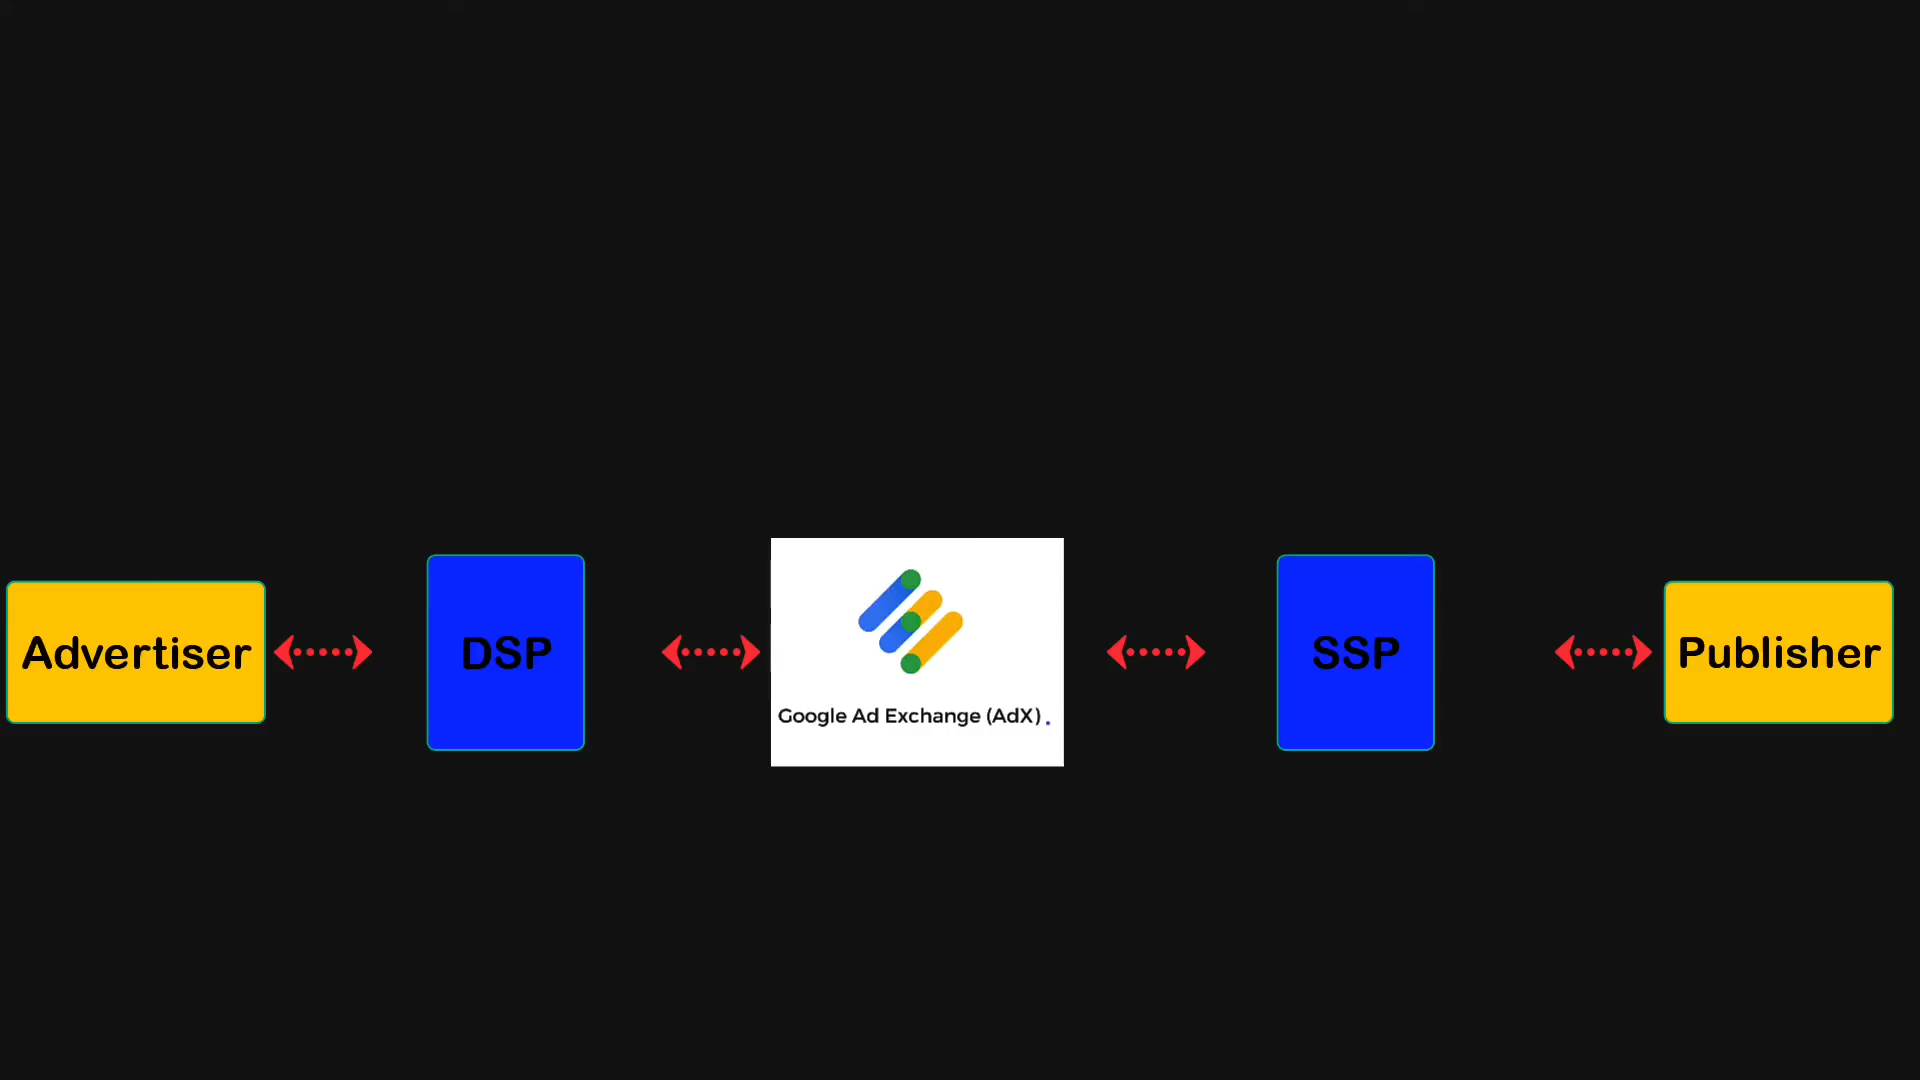 Advertiser
DSP
Google Ad Exchange (AdX) .
SSP
Publisher